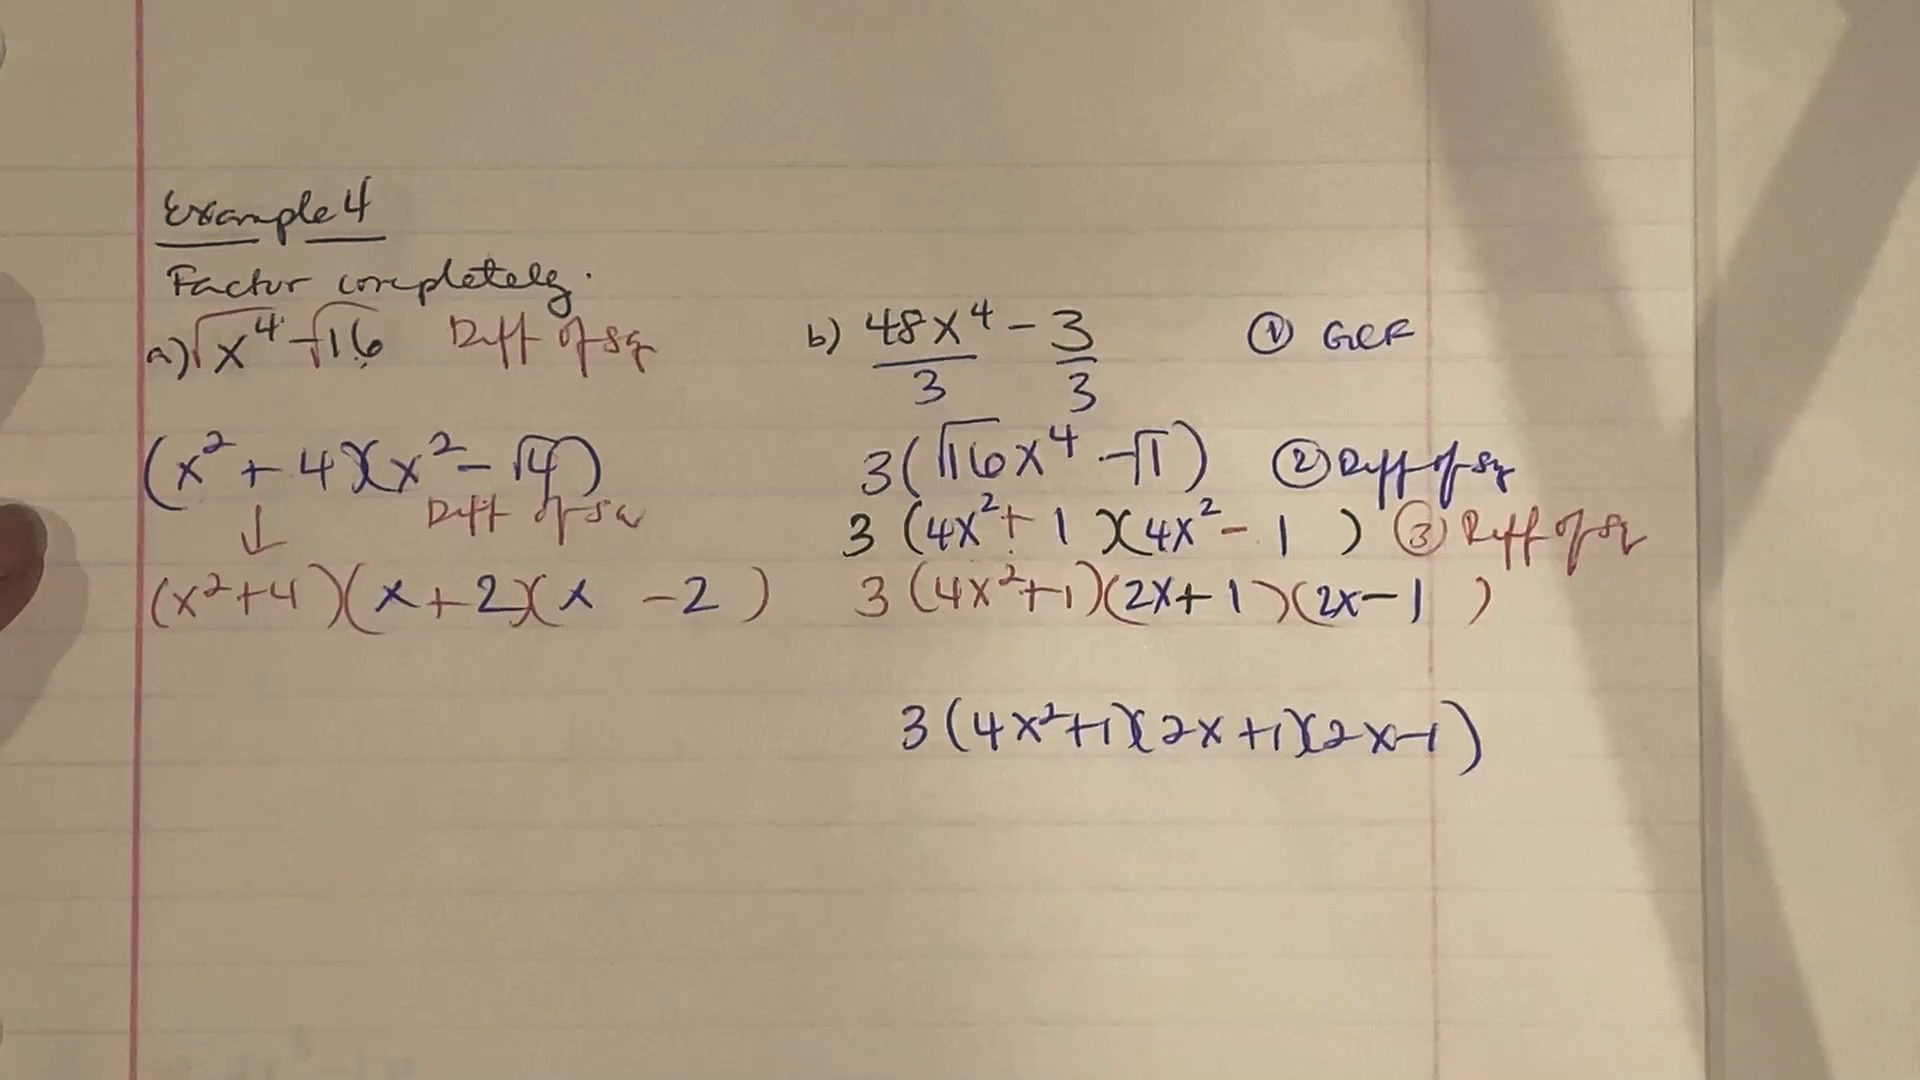 Example 4
Factor completely.
a) √x⁴ - √16 Diff of sq
(x² + 4)(x² - √4)
Diff of sq
↓
(x²+4)(x+2)(x -2)
b) 48x⁴ - 3 ① GCF
3 3
3(√16x⁴ - √1) ② Diff of sq
3 (4x² + 1)(4x² - 1) ③ Diff of sq
3 (4x²+1)(2x+1)(2x-1)
3(4x²+1)(2x+1)(2x-1)